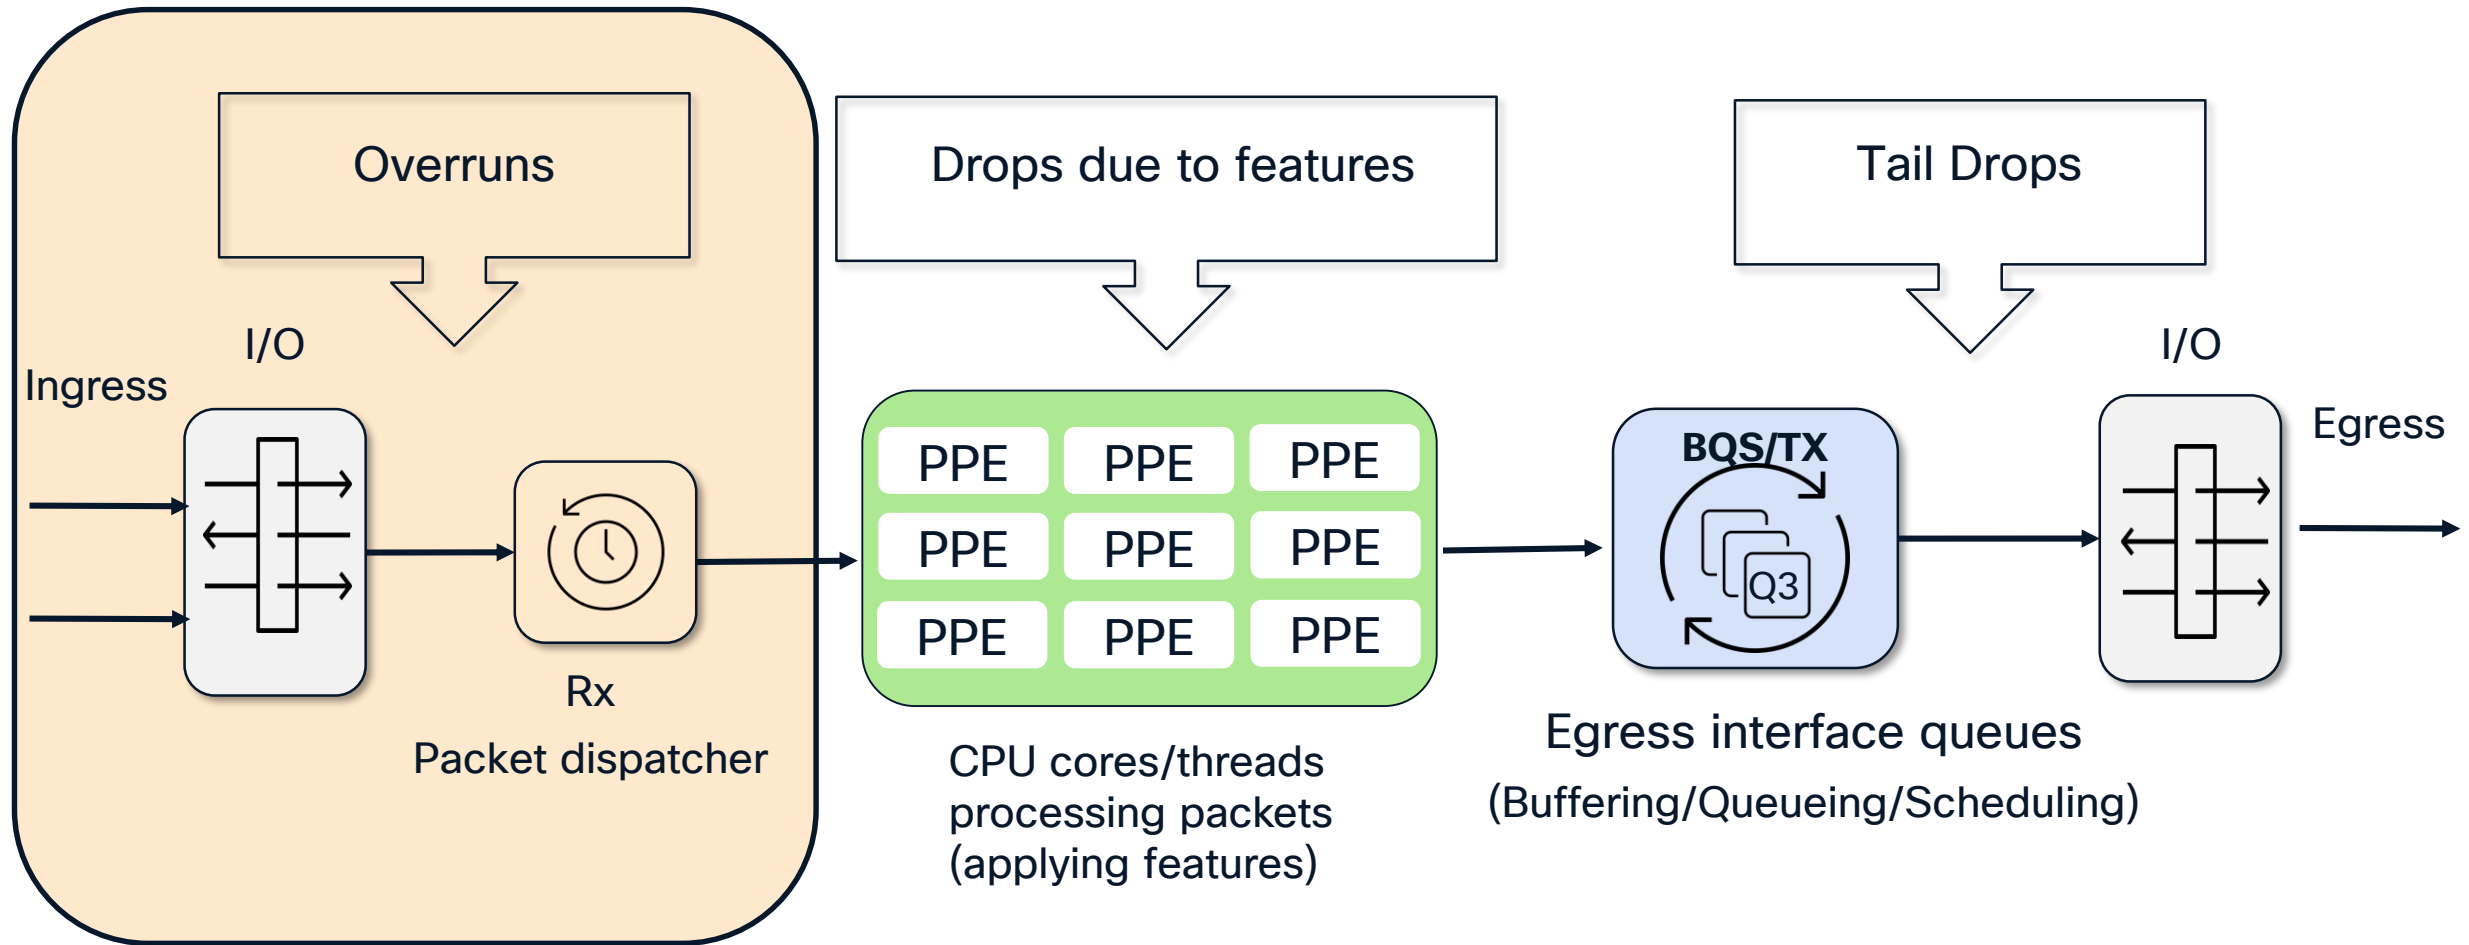 Overruns
Drops due to features
Tail Drops
I/O
Ingress
Rx
Packet dispatcher
PPE PPE PPE
PPE PPE PPE
PPE PPE PPE
CPU cores/threads
processing packets
(applying features)
BQS/TX
Q3
Egress interface queues
(Buffering/Queueing/Scheduling)
I/O
Egress